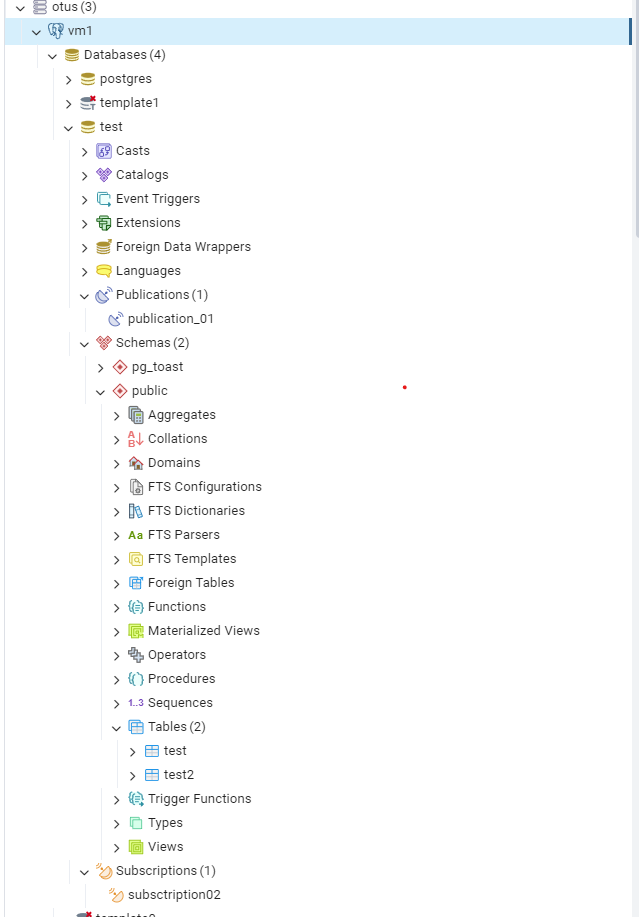 otus (3)
vm1
Databases (4)
postgres
template1
test
Casts
Catalogs
Event Triggers
Extensions
Foreign Data Wrappers
Languages
Publications (1)
publication_01
Schemas (2)
pg_toast
public
Aggregates
Collations
Domains
FTS Configurations
FTS Dictionaries
Aa FTS Parsers
FTS Templates
Foreign Tables
Functions
Materialized Views
Operators
Procedures
1..3 Sequences
Tables (2)
test
test2
Trigger Functions
Types
Views
Subscriptions (1)
subsctription02